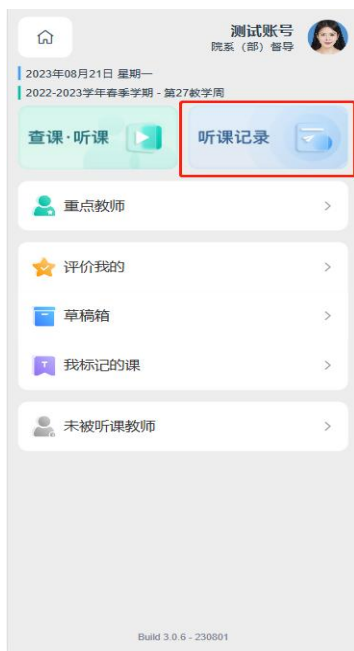 测试账号
院系（部）督导
2023年08月21日 星期一
2022-2023学年春季学期 - 第27教学周
查课·听课
听课记录
重点教师
评价我的
草稿箱
我标记的课
未被听课教师
Build 3.0.6 - 230801